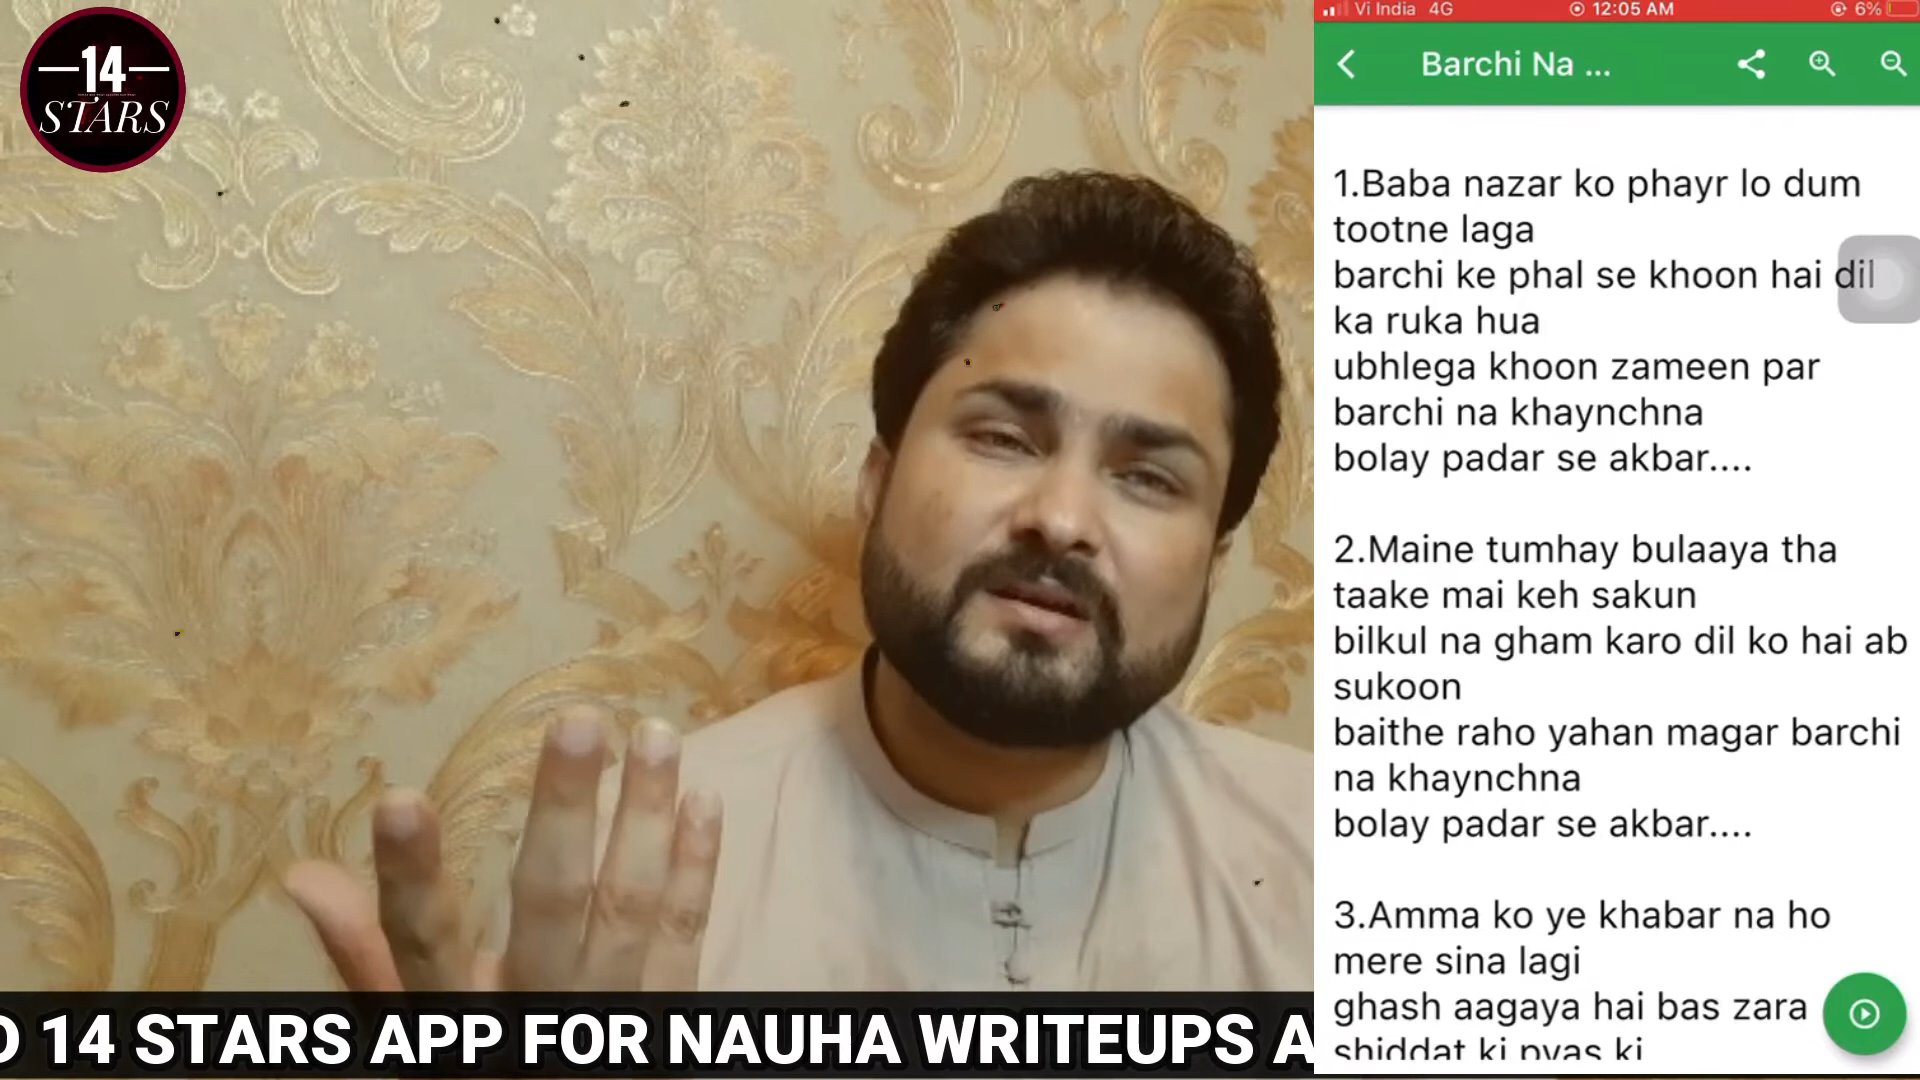 14
STARS
Vi India 4G
12:05 AM
6%
Barchi Na ...
1.Baba nazar ko phayr lo dum
tootne laga
barchi ke phal se khoon hai dil
ka ruka hua
ubhlega khoon zameen par
barchi na khaynchna
bolay padar se akbar....
2.Maine tumhay bulaaya tha
taake mai keh sakun
bilkul na gham karo dil ko hai ab
sukoon
baithe raho yahan magar barchi
na khaynchna
bolay padar se akbar....
3.Amma ko ye khabar na ho
mere sina lagi
ghash aagaya hai bas zara
shiddat ki pyas ki
14 STARS APP FOR NAUHA WRITEUPS A